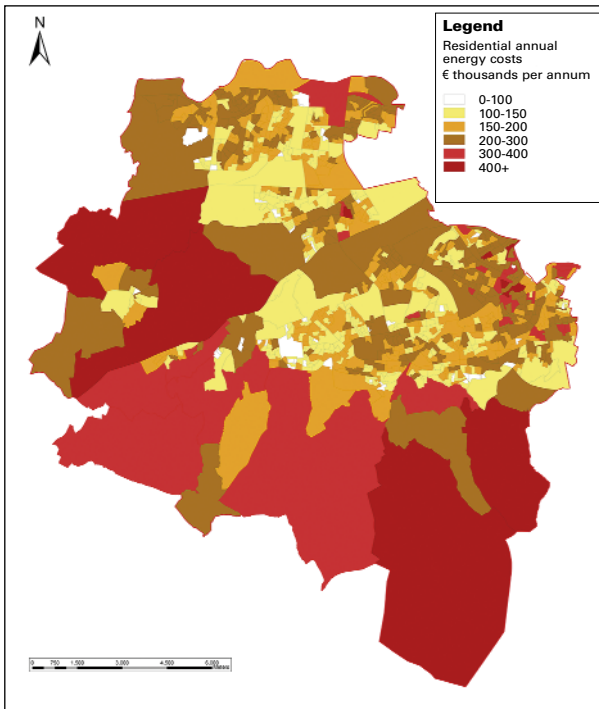 N
Legend
Residential annual
energy costs
€ thousands per annum
0-100
100-150
150-200
200-300
300-400
400+
0 750 1,500 3,000 4,500 6,000